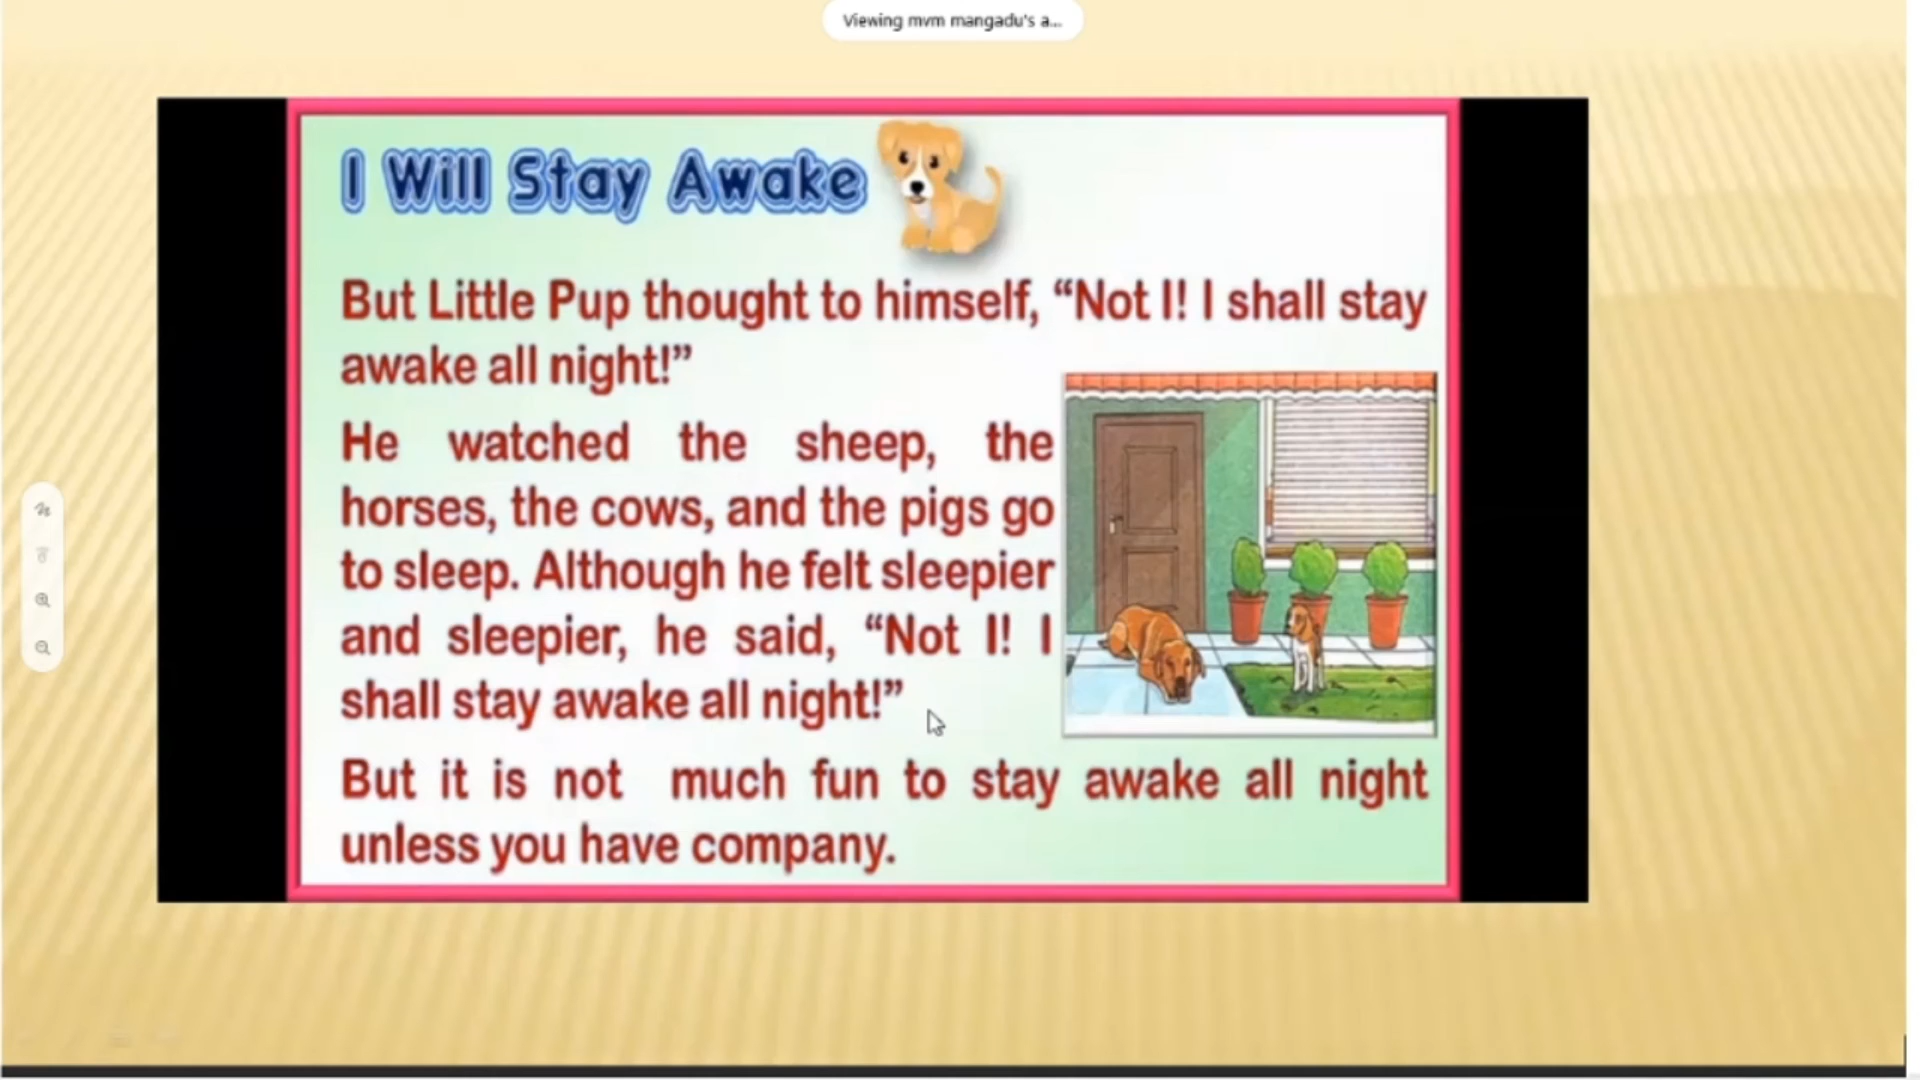 Viewing mvm mangadu's a...
I Will Stay Awake
But Little Pup thought to himself, “Not I! I shall stay
awake all night!”
He watched the sheep, the
horses, the cows, and the pigs go
to sleep. Although he felt sleepier
and sleepier, he said, “Not I! I
shall stay awake all night!”
But it is not much fun to stay awake all night
unless you have company.